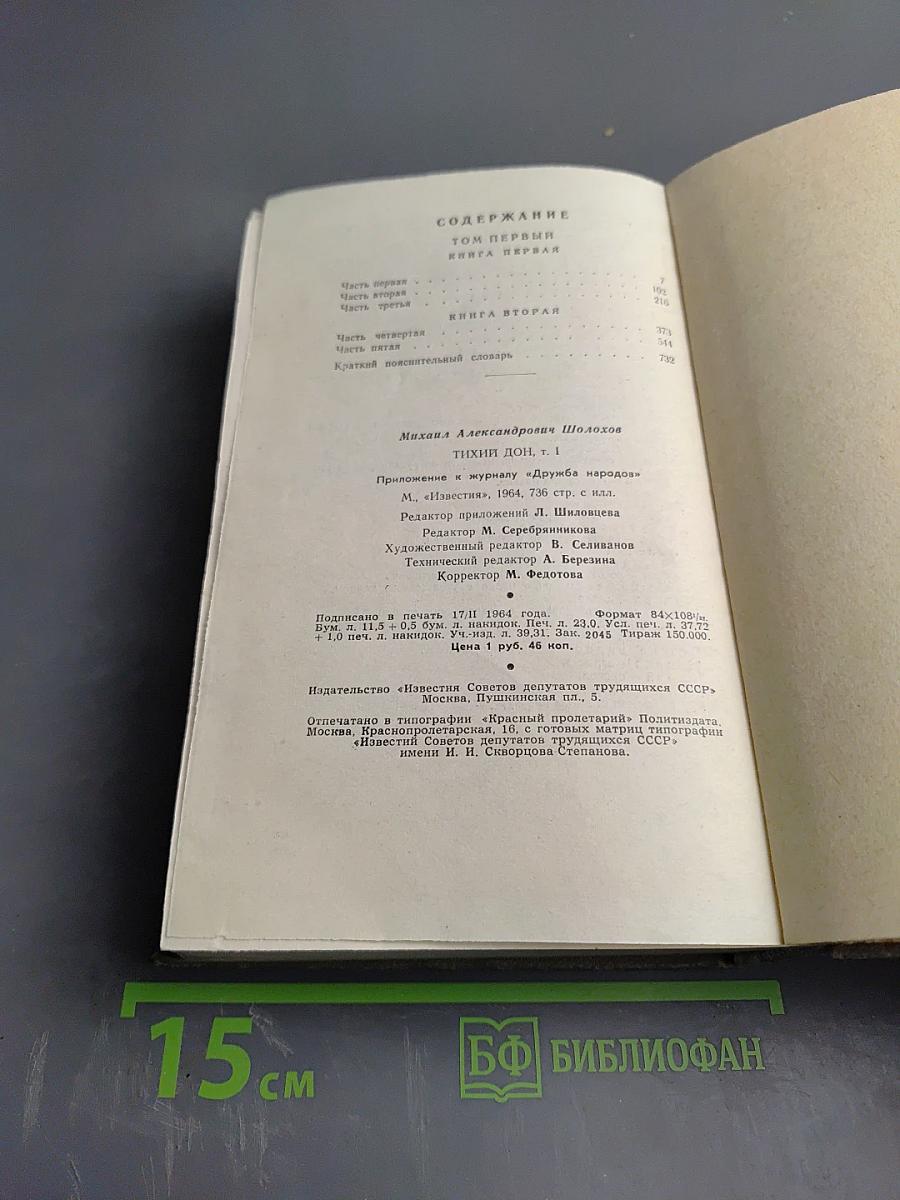 СОДЕРЖАНИЕ
ТОМ ПЕРВЫЙ
КНИГА ПЕРВАЯ
Часть первая . . . . . . . . . . . . . . . . 7
Часть вторая . . . . . . . . . . . . . . . . 102
Часть третья . . . . . . . . . . . . . . . . 216
КНИГА ВТОРАЯ
Часть четвертая . . . . . . . . . . . . . . . . 373
Часть пятая . . . . . . . . . . . . . . . . 544
Краткий пояснительный словарь . . . . . . . . 732
Михаил Александрович Шолохов
ТИХИЙ ДОН, т. 1
Приложение к журналу «Дружба народов»
М., «Известия», 1964, 736 стр. с илл.
Редактор приложений Л. Шиловцева
Редактор М. Серебрянникова
Художественный редактор В. Селиванов
Технический редактор А. Березина
Корректор М. Федотова
Подписано в печать 17/II 1964 года. Формат 84×108¹/₃₂.
Бум. л. 11,5 + 0,5 бум. л. накидок. Печ. л. 23,0. Усл. печ. л. 37,72
+ 1,0 печ. л. накидок. Уч.-изд. л. 39,31. Зак. 2045 Тираж 150.000.
Цена 1 руб. 46 коп.
Издательство «Известия Советов депутатов трудящихся СССР»
Москва, Пушкинская пл., 5.
Отпечатано в типографии «Красный пролетарий» Политиздата,
Москва, Краснопролетарская, 16, с готовых матриц типографии
«Известий Советов депутатов трудящихся СССР»
имени И. И. Скворцова-Степанова.
15 см
БФ БИБЛИОФАН